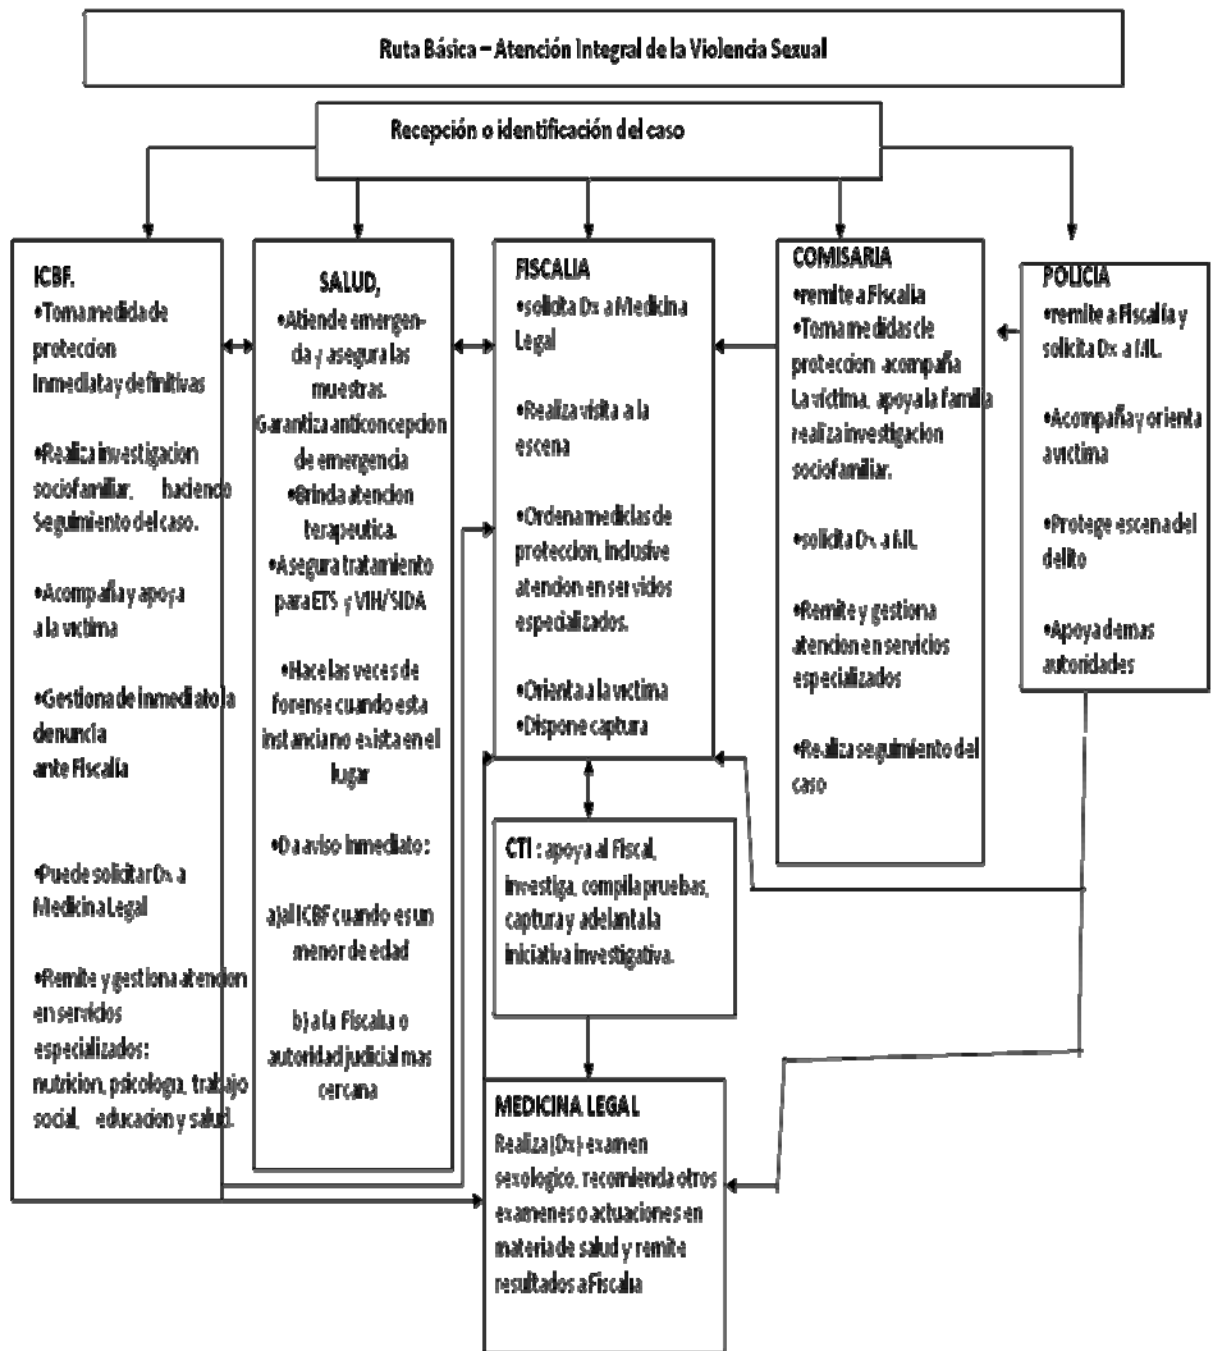 Ruta Básica – Atención Integral de la Violencia Sexual
Recepción o identificación del caso
ICBF.
•Toma medida de
proteccion
Inmediata y definitivas
•Realiza investigacion
sociofamiliar, haciendo
Seguimiento del caso.
•Acompaña y apoya
a la victima
•Gestiona de inmediato la
denuncia
ante Fiscalía
•Puede solicitar Dx a
Medicina Legal
•Remite y gestiona atencion
en servicios
especializados:
nutricion, psicologia, trabajo
social, educacion y salud.
SALUD,
•Atiende emergen-
cia y asegura las
muestras.
Garantiza anticoncepcion
de emergencia
•Brinda atencion
terapeutica.
•Asegura tratamiento
para ETS y VIH/SIDA
•Hace las veces de
forense cuando esta
instancia no exista en el
lugar
•Da aviso inmediato:
a)al ICBF cuando es un
menor de edad
b) a la Fiscalia o
autoridad judicial mas
cercana
FISCALIA
•solicita Dx a Medicina
Legal
•Realiza visita a la
escena
•Ordena medidas de
proteccion, inclusive
atencion en servicios
especializados.
•Orienta a la victima
•Dispone captura
CTI : apoya al Fiscal,
investiga, compila pruebas,
captura y adelanta la
iniciativa investigativa.
MEDICINA LEGAL
Realiza (Dx) examen
sexologico, recomienda otros
examenes o actuaciones en
materia de salud y remite
resultados a Fiscalia
COMISARIA
•remite a Fiscalia
•Toma medidas de
proteccion acompaña
La víctima, apoya la familia
realiza investigacion
sociofamiliar.
•solicita Dx a ML
•Remite y gestiona
atencion en servicios
especializados
•Realiza seguimiento del
caso
POLICIA
•remite a Fiscalía y
solicita Dx a ML.
•Acompaña y orienta
a victima
•Protege escena del
delito
•Apoya demas
autoridades